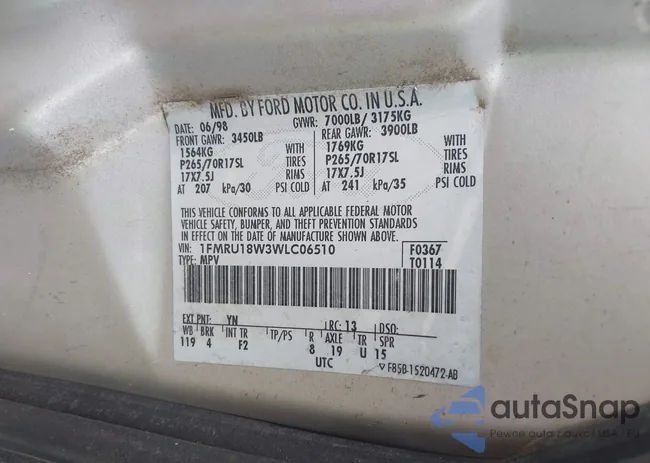 MFD. BY FORD MOTOR CO. IN U.S.A.
DATE: 06/98 GVWR: 7000LB/ 3175KG
FRONT GAWR: 3450LB REAR GAWR: 3900LB
1564KG WITH 1769KG WITH
P265/70R17SL TIRES P265/70R17SL TIRES
17X7.5J RIMS 17X7.5J RIMS
AT 207 kPa/30 PSI COLD AT 241 kPa/35 PSI COLD
THIS VEHICLE CONFORMS TO ALL APPLICABLE FEDERAL MOTOR
VEHICLE SAFETY, BUMPER, AND THEFT PREVENTION STANDARDS
IN EFFECT ON THE DATE OF MANUFACTURE SHOWN ABOVE.
VIN: 1FMRU18W3WLC06510 F0367
TYPE: MPV T0114
EXT PNT: YN RC: 13 DSO:
WB BRK INT TR TP/PS R AXLE TR SPR
119 4 F2 8 19 U 15
UTC ▽ F85B-1520472-AB
autaSnap
Pewne auta